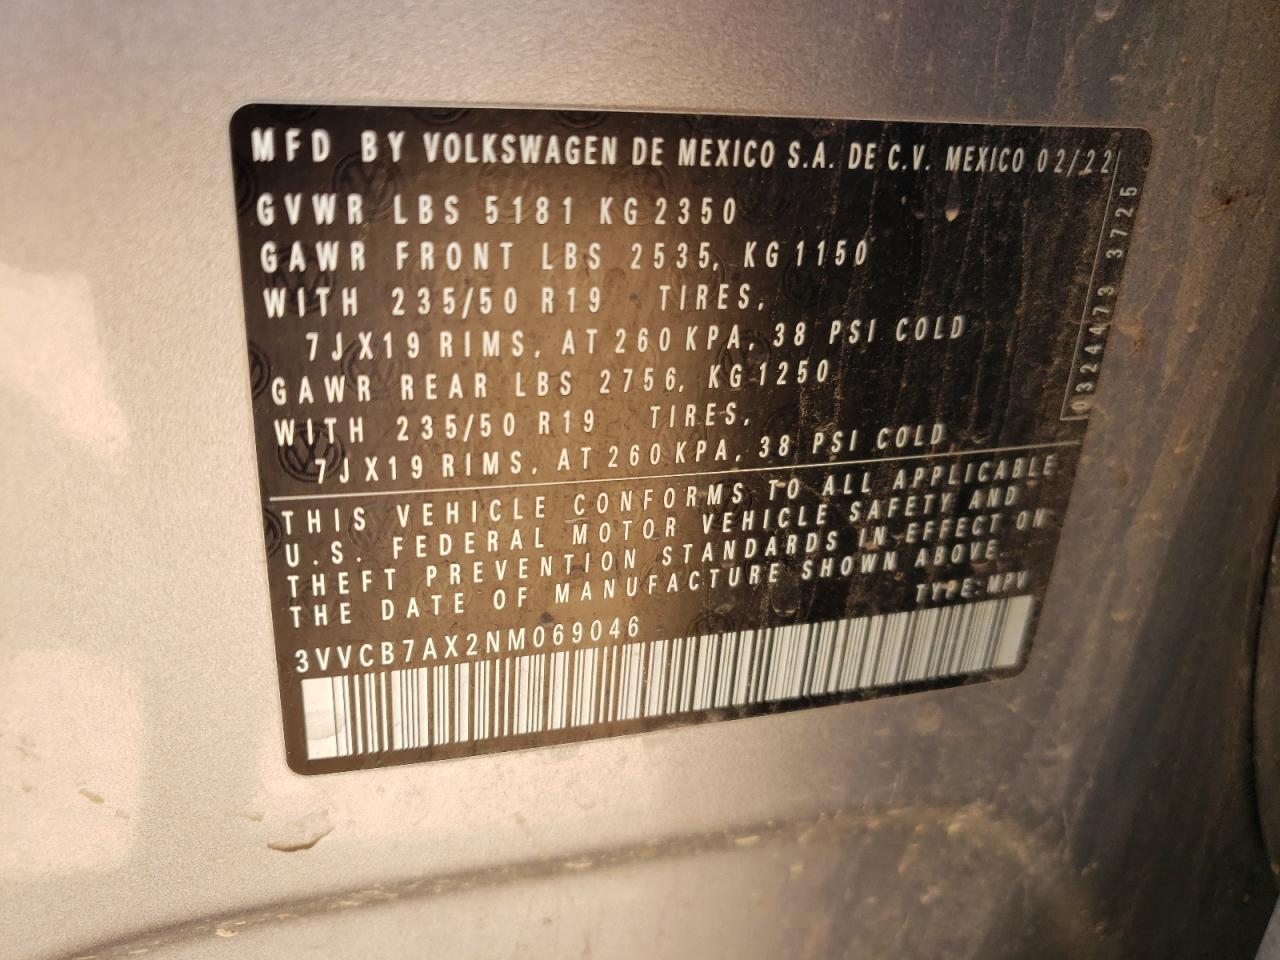 MFD BY VOLKSWAGEN DE MEXICO S.A. DE C.V. MEXICO 02/22
GVWR LBS 5181 KG 2350
GAWR FRONT LBS 2535, KG 1150
WITH 235/50 R19 TIRES,
7JX19 RIMS, AT 260 KPA, 38 PSI COLD
GAWR REAR LBS 2756, KG 1250
WITH 235/50 R19 TIRES,
7JX19 RIMS, AT 260 KPA, 38 PSI COLD
0324473 3725
THIS VEHICLE CONFORMS TO ALL APPLICABLE
U.S. FEDERAL MOTOR VEHICLE SAFETY AND
THEFT PREVENTION STANDARDS IN EFFECT ON
THE DATE OF MANUFACTURE SHOWN ABOVE.
TYPE: MPV
3VVCB7AX2NM069046